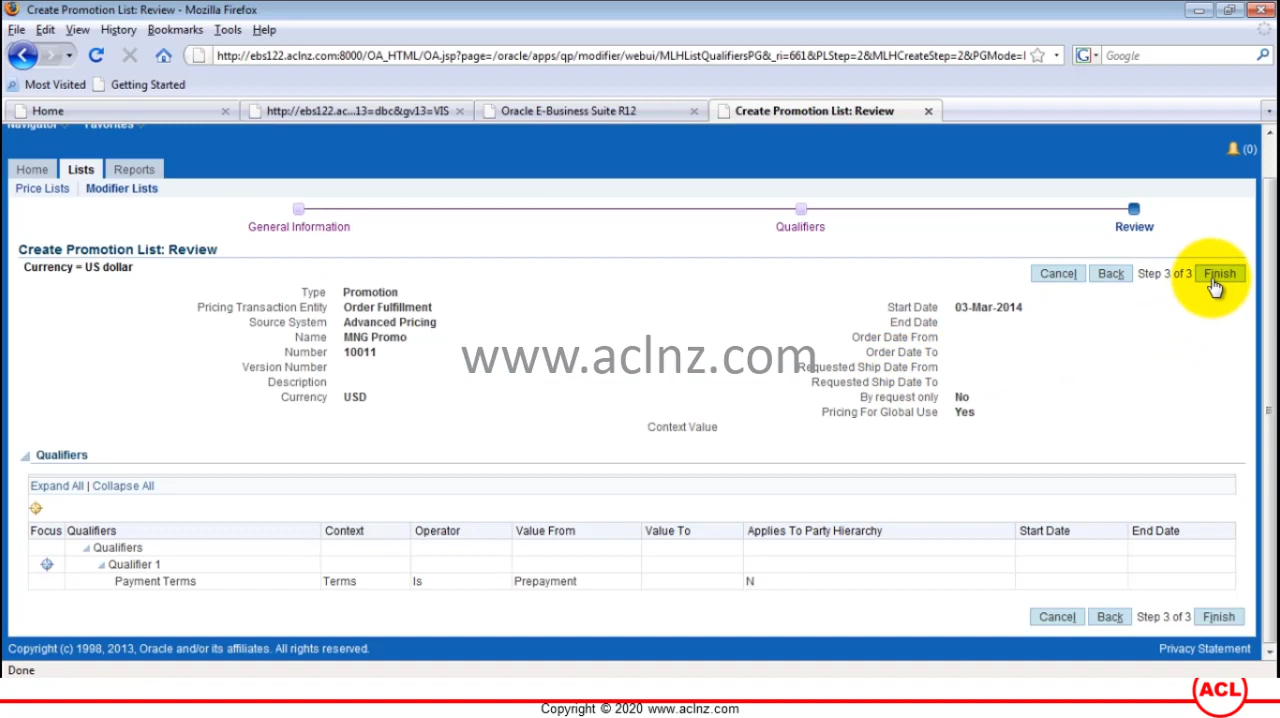 Create Promotion List: Review - Mozilla Firefox
File Edit View History Bookmarks Tools Help
http://ebs122.aclnz.com:8000/OA_HTML/OA.jsp?page=/oracle/apps/qp/modifier/webui/MLHListQualifiersPG&_ri=661&PLStep=2&MLHCreateStep=2&PGMode=I
Google
Most Visited Getting Started
Home
http://ebs122.ac...13=dbc&gv13=VIS
Oracle E-Business Suite R12
Create Promotion List: Review
Navigator Favorites
(0)
Home Lists Reports
Price Lists Modifier Lists
General Information Qualifiers Review
Create Promotion List: Review
Currency = US dollar
Cancel Back Step 3 of 3 Finish
Type Promotion
Pricing Transaction Entity Order Fulfillment
Source System Advanced Pricing
Name MNG Promo
Number 10011
Version Number
Description
Currency USD
Start Date 03-Mar-2014
End Date
Order Date From
Order Date To
Requested Ship Date From
Requested Ship Date To
By request only No
Pricing For Global Use Yes
Context Value
www.aclnz.com
Qualifiers
Expand All | Collapse All
Focus Qualifiers Context Operator Value From Value To Applies To Party Hierarchy Start Date End Date
Qualifiers
Qualifier 1
Payment Terms Terms Is Prepayment N
Cancel Back Step 3 of 3 Finish
Copyright (c) 1998, 2013, Oracle and/or its affiliates. All rights reserved. Privacy Statement
Done
ACL
Copyright © 2020 www.aclnz.com